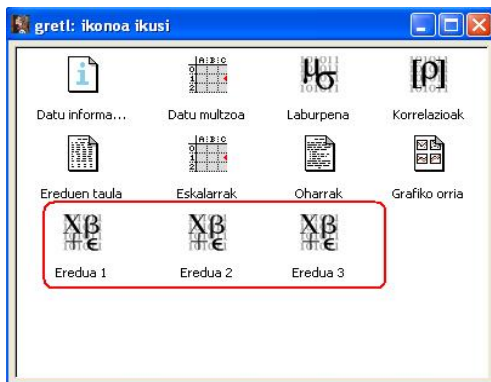 gretl: ikonoa ikusi
Datu informa... Datu multzoa Laburpena Korrelazioak
Ereduen taula Eskalarrak Oharrak Grafiko orria
Eredua 1 Eredua 2 Eredua 3